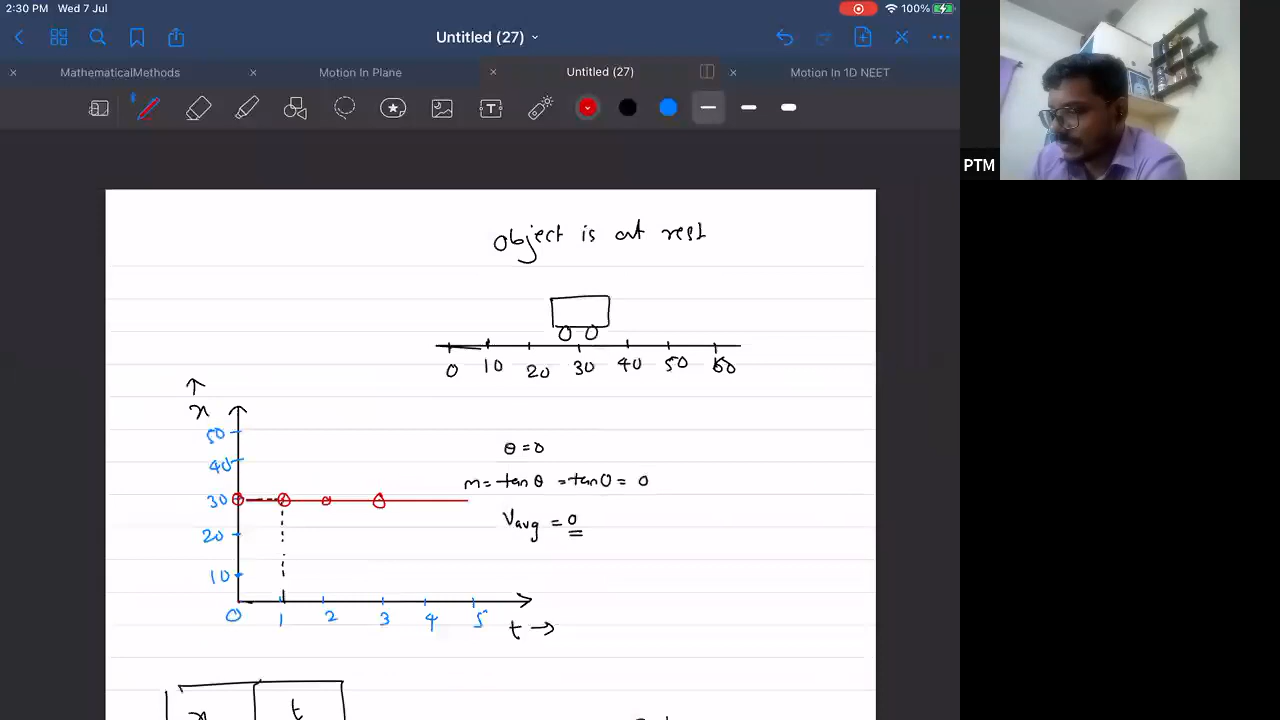 2:30 PM Wed 7 Jul
100%
Untitled (27)
MathematicalMethods
Motion In Plane
Untitled (27)
Motion In 1D NEET
PTM
object is at rest
0 10 20 30 40 50 60
x
50
40
30
20
10
0 1 2 3 4 5
t →
θ = 0
m = tan θ = tan 0 = 0
Vavg = 0
x t